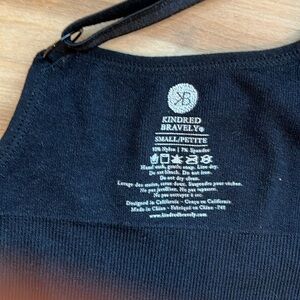 KB
KINDRED
BRAVELY®
SMALL/PETITE
93% Nylon | 7% Spandex
Hand wash, gentle soap. Line dry.
Do not bleach. Do not iron.
Do not dry clean.
Lavage des mains, savon doux. Suspendre pour sécher.
Ne pas javelliser. Ne pas repasser.
Ne pas nettoyer à sec.
Designed in California - Conçu en Californie
Made in China - Fabriqué en Chine -
www.kindredbravely.com